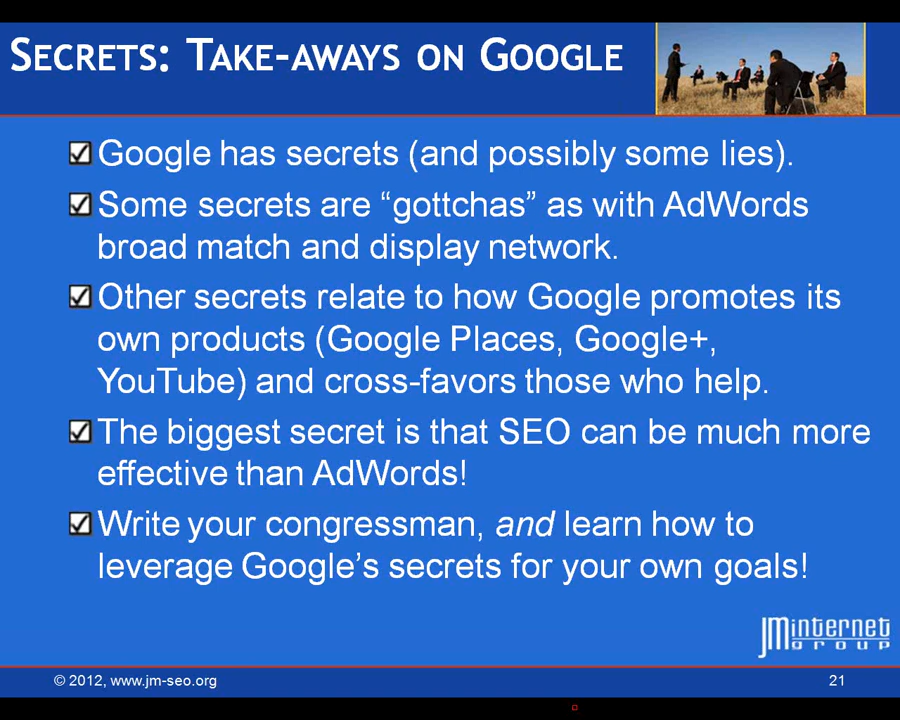 SECRETS: TAKE-AWAYS ON GOOGLE
Google has secrets (and possibly some lies).
Some secrets are “gottchas” as with AdWords
broad match and display network.
Other secrets relate to how Google promotes its
own products (Google Places, Google+,
YouTube) and cross-favors those who help.
The biggest secret is that SEO can be much more
effective than AdWords!
Write your congressman, and learn how to
leverage Google’s secrets for your own goals!
JMinternet
GROUP
© 2012, www.jm-seo.org
21